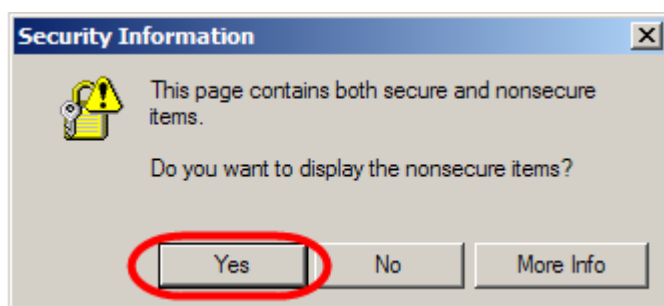 Security Information
This page contains both secure and nonsecure
items.
Do you want to display the nonsecure items?
Yes
No
More Info